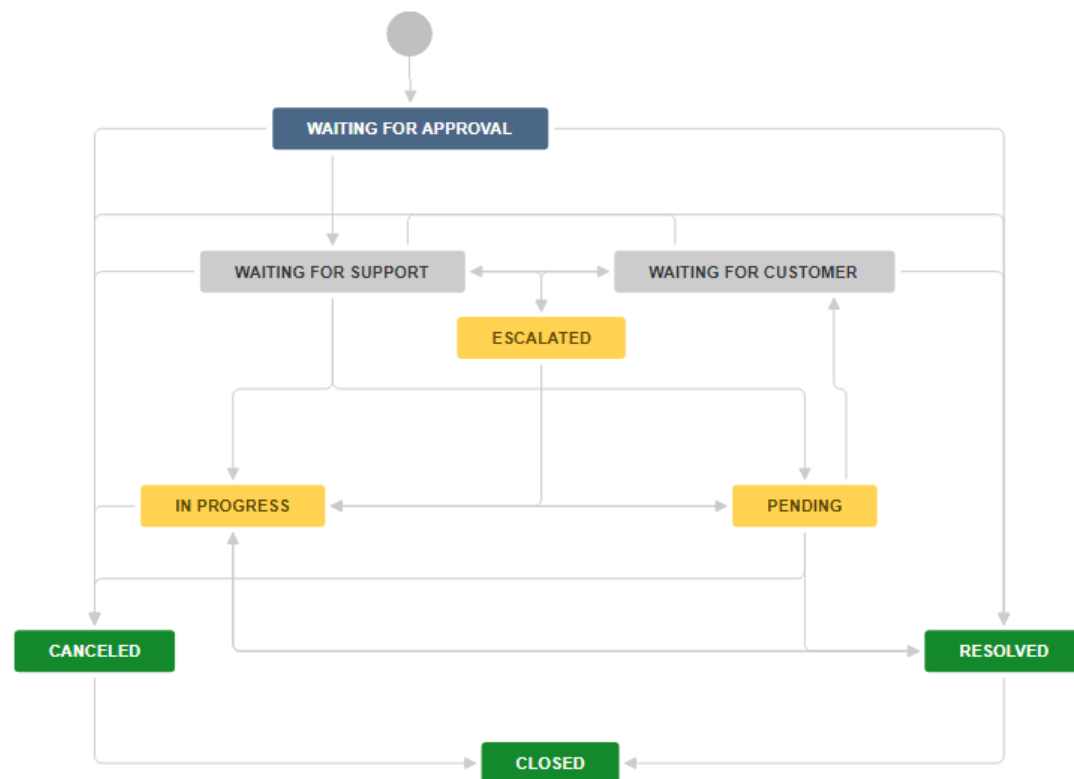 WAITING FOR APPROVAL
WAITING FOR SUPPORT
WAITING FOR CUSTOMER
ESCALATED
IN PROGRESS
PENDING
CANCELED
RESOLVED
CLOSED